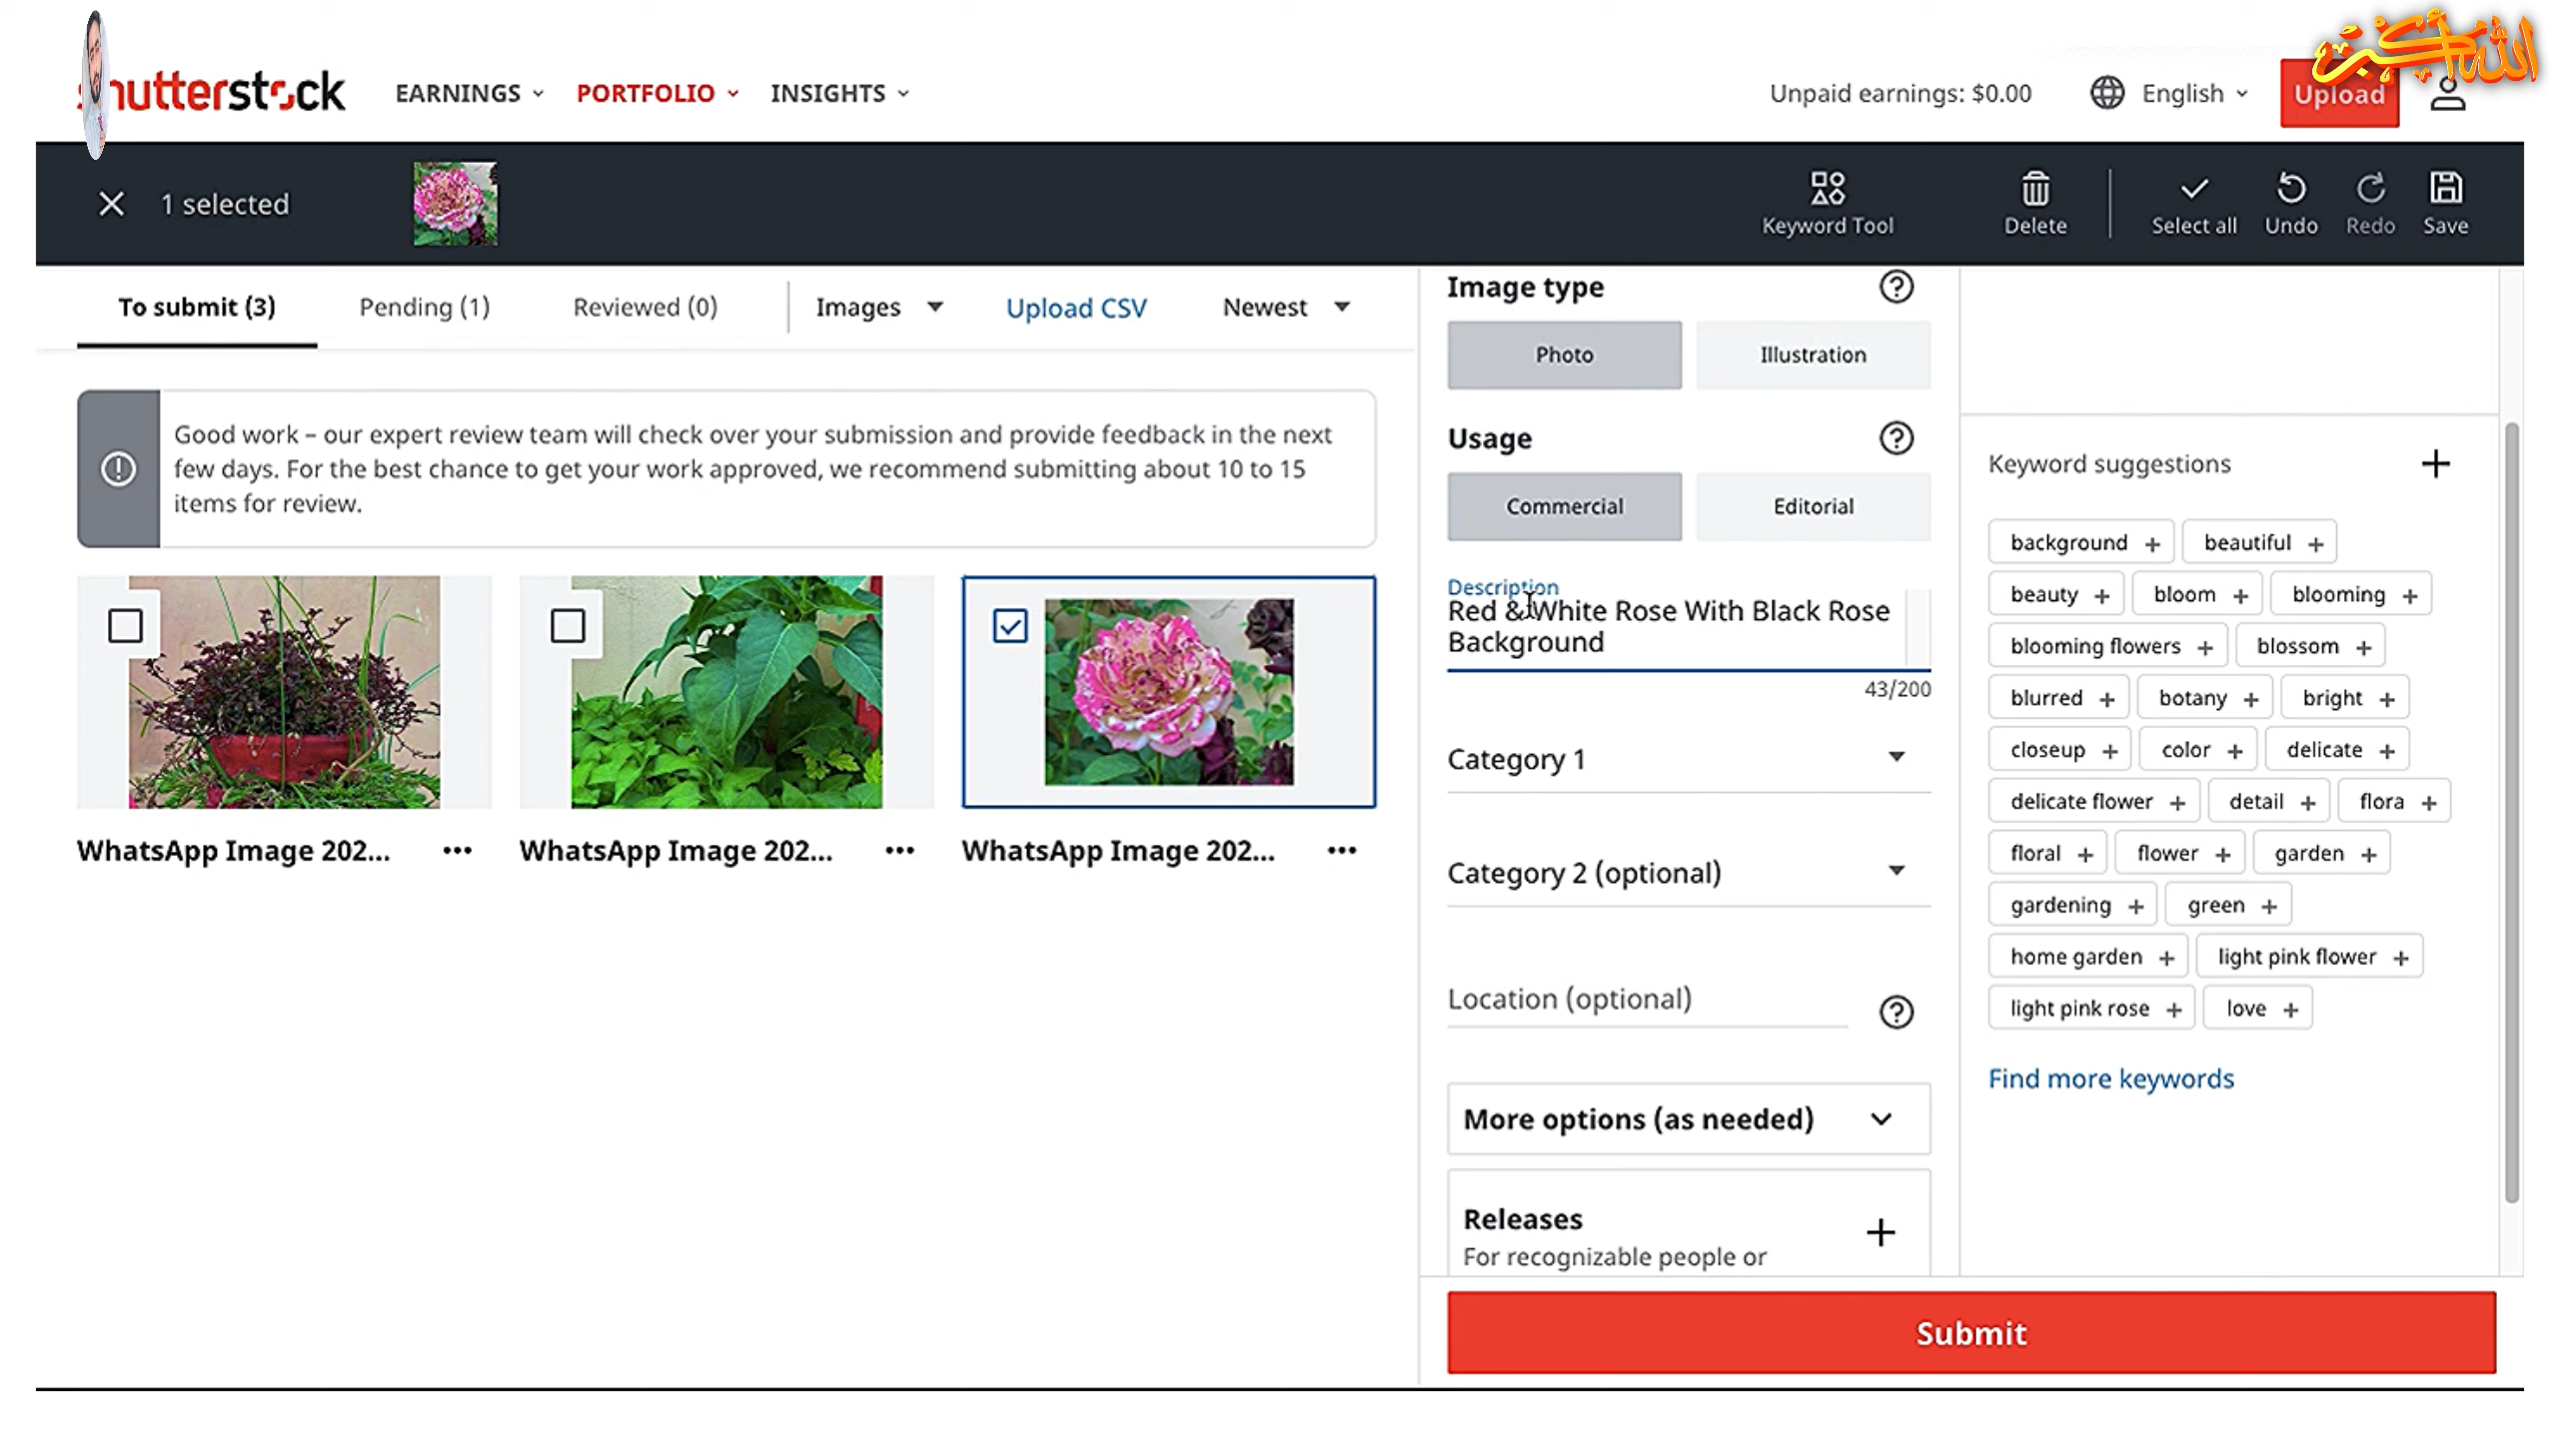 الله أكبر
shutterstock
EARNINGS
PORTFOLIO
INSIGHTS
Unpaid earnings: $0.00
English
Upload
1 selected
Keyword Tool
Delete
Select all
Undo
Redo
Save
To submit (3)
Pending (1)
Reviewed (0)
Images
Upload CSV
Newest
Good work – our expert review team will check over your submission and provide feedback in the next
few days. For the best chance to get your work approved, we recommend submitting about 10 to 15
items for review.
WhatsApp Image 202...
WhatsApp Image 202...
WhatsApp Image 202...
Image type
Photo
Illustration
Usage
Commercial
Editorial
Description
Red & White Rose With Black Rose
Background
43/200
Category 1
Category 2 (optional)
Location (optional)
More options (as needed)
Releases
For recognizable people or
Keyword suggestions
background +
beautiful +
beauty +
bloom +
blooming +
blooming flowers +
blossom +
blurred +
botany +
bright +
closeup +
color +
delicate +
delicate flower +
detail +
flora +
floral +
flower +
garden +
gardening +
green +
home garden +
light pink flower +
light pink rose +
love +
Find more keywords
Submit